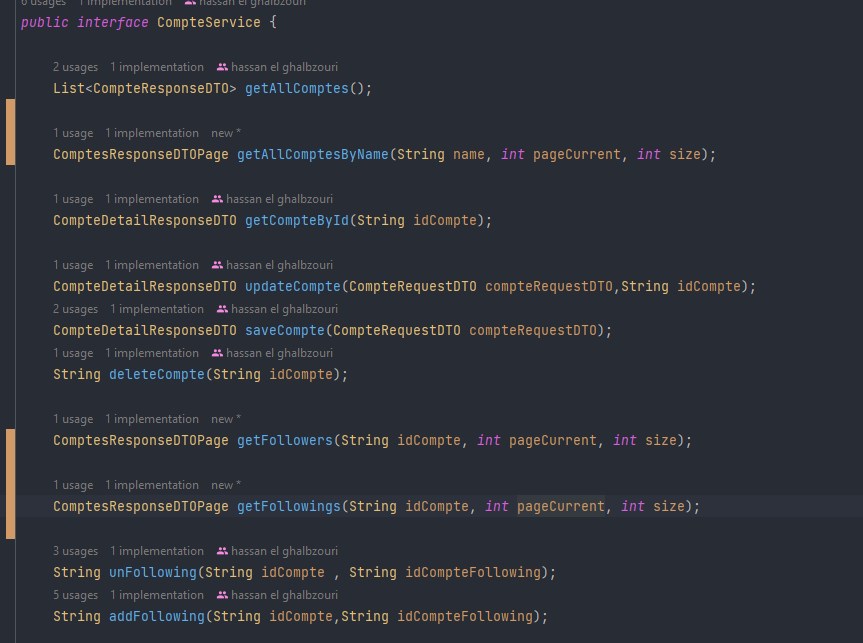 6 usages 1 implementation hassan el ghalbzouri
public interface CompteService {
2 usages 1 implementation hassan el ghalbzouri
List<CompteResponseDTO> getAllComptes();
1 usage 1 implementation new *
ComptesResponseDTOPage getAllComptesByName(String name, int pageCurrent, int size);
1 usage 1 implementation hassan el ghalbzouri
CompteDetailResponseDTO getCompteById(String idCompte);
1 usage 1 implementation hassan el ghalbzouri
CompteDetailResponseDTO updateCompte(CompteRequestDTO compteRequestDTO,String idCompte);
2 usages 1 implementation hassan el ghalbzouri
CompteDetailResponseDTO saveCompte(CompteRequestDTO compteRequestDTO);
1 usage 1 implementation hassan el ghalbzouri
String deleteCompte(String idCompte);
1 usage 1 implementation new *
ComptesResponseDTOPage getFollowers(String idCompte, int pageCurrent, int size);
1 usage 1 implementation new *
ComptesResponseDTOPage getFollowings(String idCompte, int pageCurrent, int size);
3 usages 1 implementation hassan el ghalbzouri
String unFollowing(String idCompte , String idCompteFollowing);
5 usages 1 implementation hassan el ghalbzouri
String addFollowing(String idCompte,String idCompteFollowing);